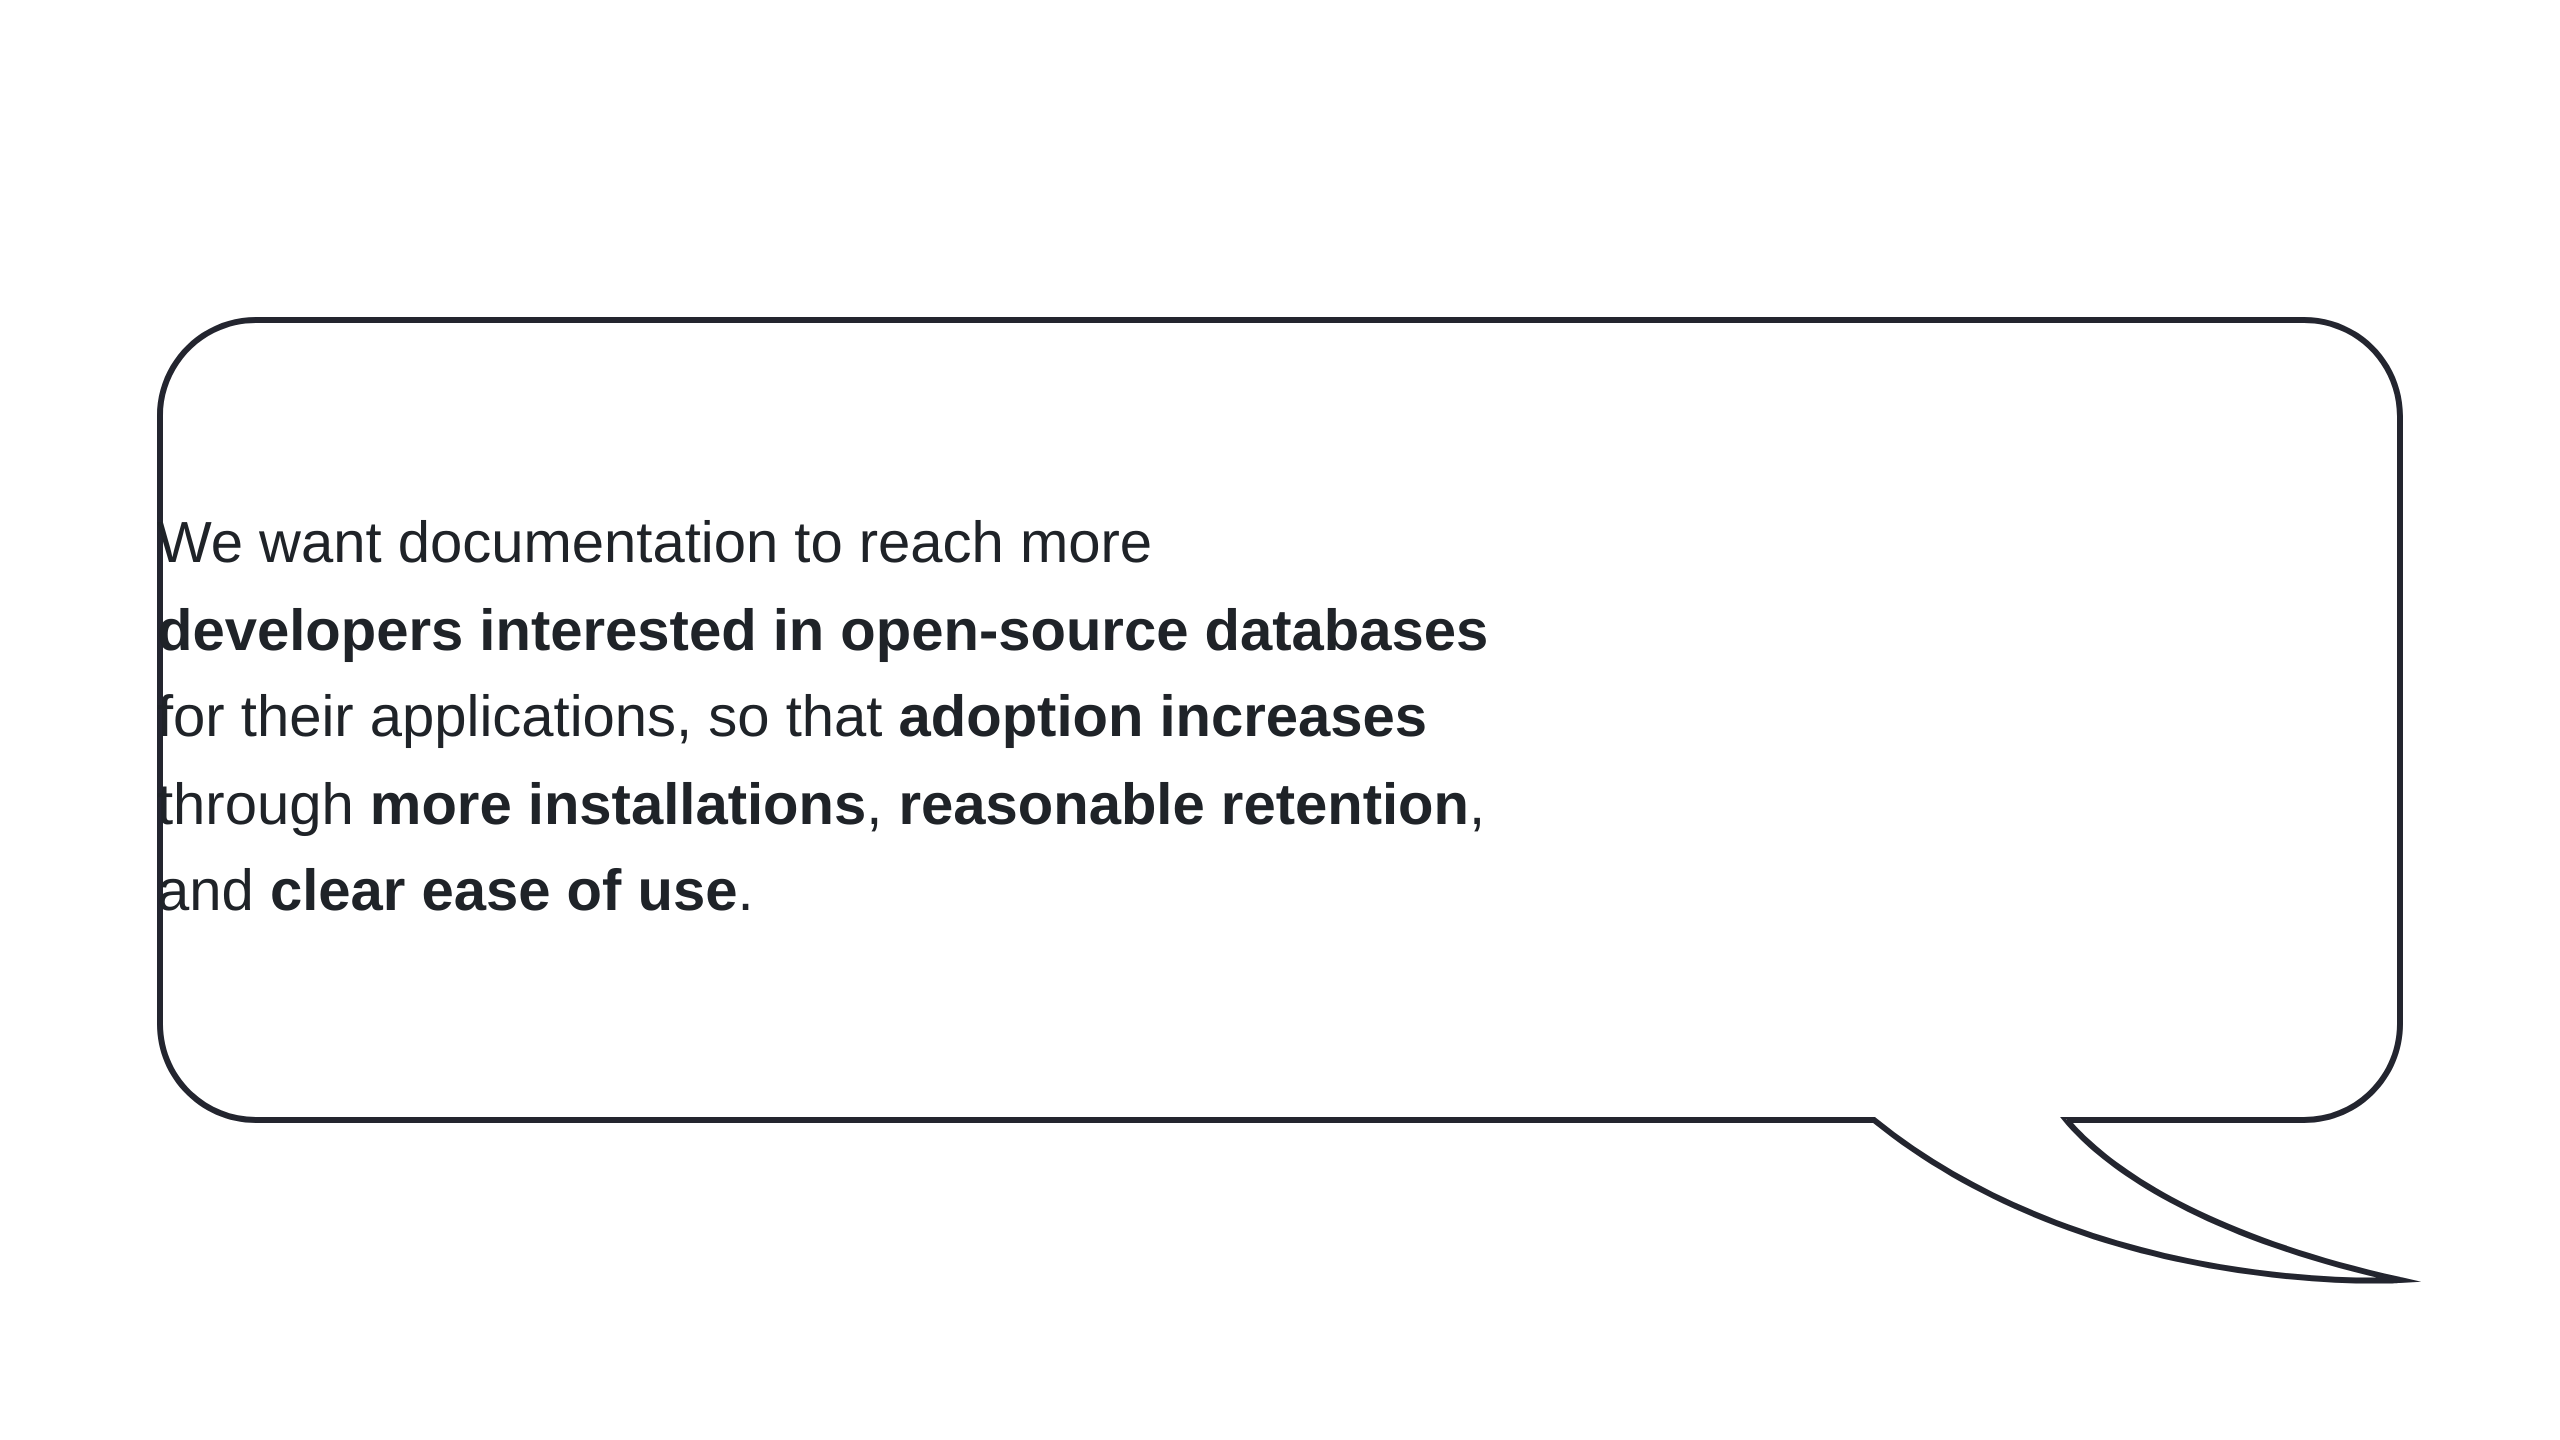 We want documentation to reach more
developers interested in open-source databases
for their applications, so that adoption increases
through more installations, reasonable retention,
and clear ease of use.